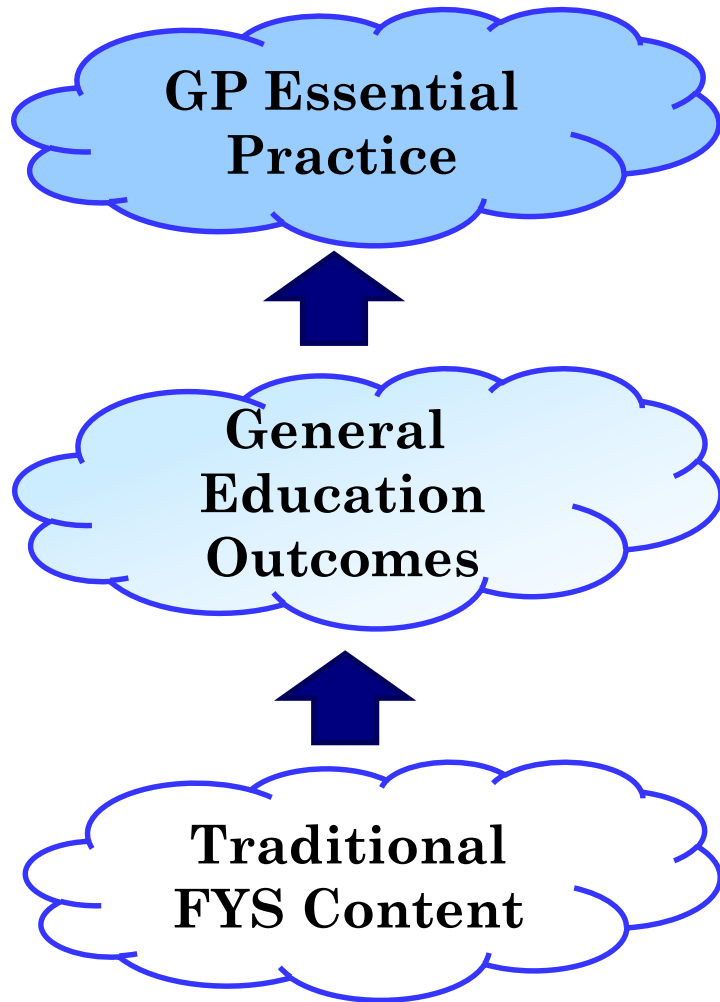 GP Essential
Practice
General
Education
Outcomes
Traditional
FYS Content